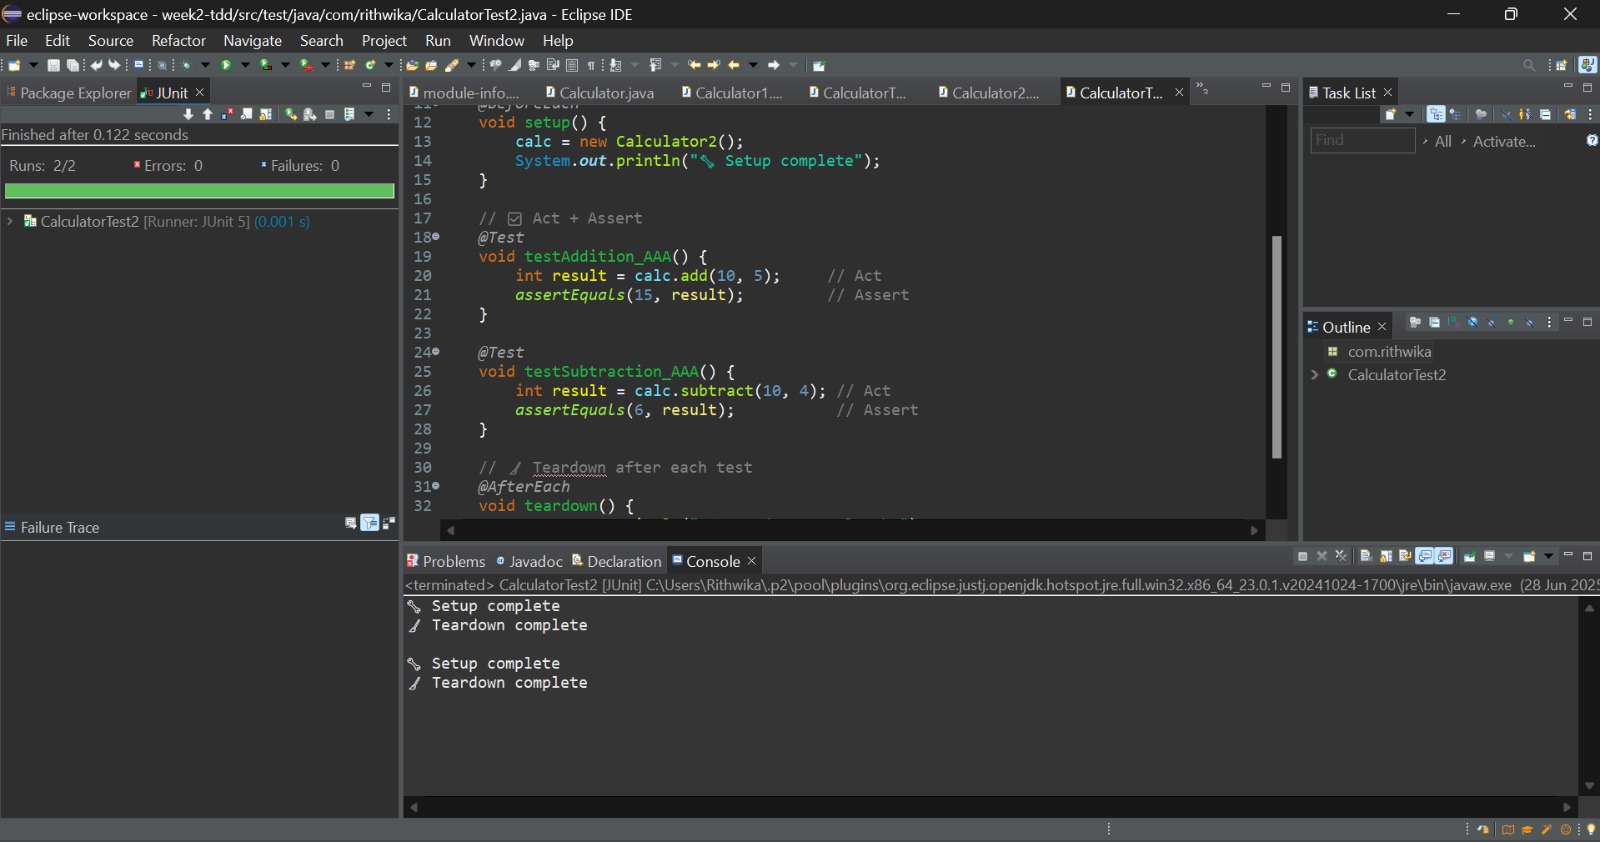 eclipse-workspace - week2-tdd/src/test/java/com/rithwika/CalculatorTest2.java - Eclipse IDE
File Edit Source Refactor Navigate Search Project Run Window Help
Package Explorer JUnit
Finished after 0.122 seconds
Runs: 2/2 Errors: 0 Failures: 0
CalculatorTest2 [Runner: JUnit 5] (0.001 s)
Failure Trace
module-info.... Calculator.java Calculator1.... CalculatorT... Calculator2.... CalculatorT...
12 void setup() {
13 calc = new Calculator2();
14 System.out.println("🔧 Setup complete");
15 }
16
17 // ☑ Act + Assert
18 @Test
19 void testAddition_AAA() {
20 int result = calc.add(10, 5); // Act
21 assertEquals(15, result); // Assert
22 }
23
24 @Test
25 void testSubtraction_AAA() {
26 int result = calc.subtract(10, 4); // Act
27 assertEquals(6, result); // Assert
28 }
29
30 // 🧹 Teardown after each test
31 @AfterEach
32 void teardown() {
Task List
Find All Activate...
Outline
com.rithwika
CalculatorTest2
Problems Javadoc Declaration Console
<terminated> CalculatorTest2 [JUnit] C:\Users\Rithwika\.p2\pool\plugins\org.eclipse.justj.openjdk.hotspot.jre.full.win32.x86_64_23.0.1.v20241024-1700\jre\bin\javaw.exe (28 Jun 2025
🔧 Setup complete
🧹 Teardown complete
🔧 Setup complete
🧹 Teardown complete